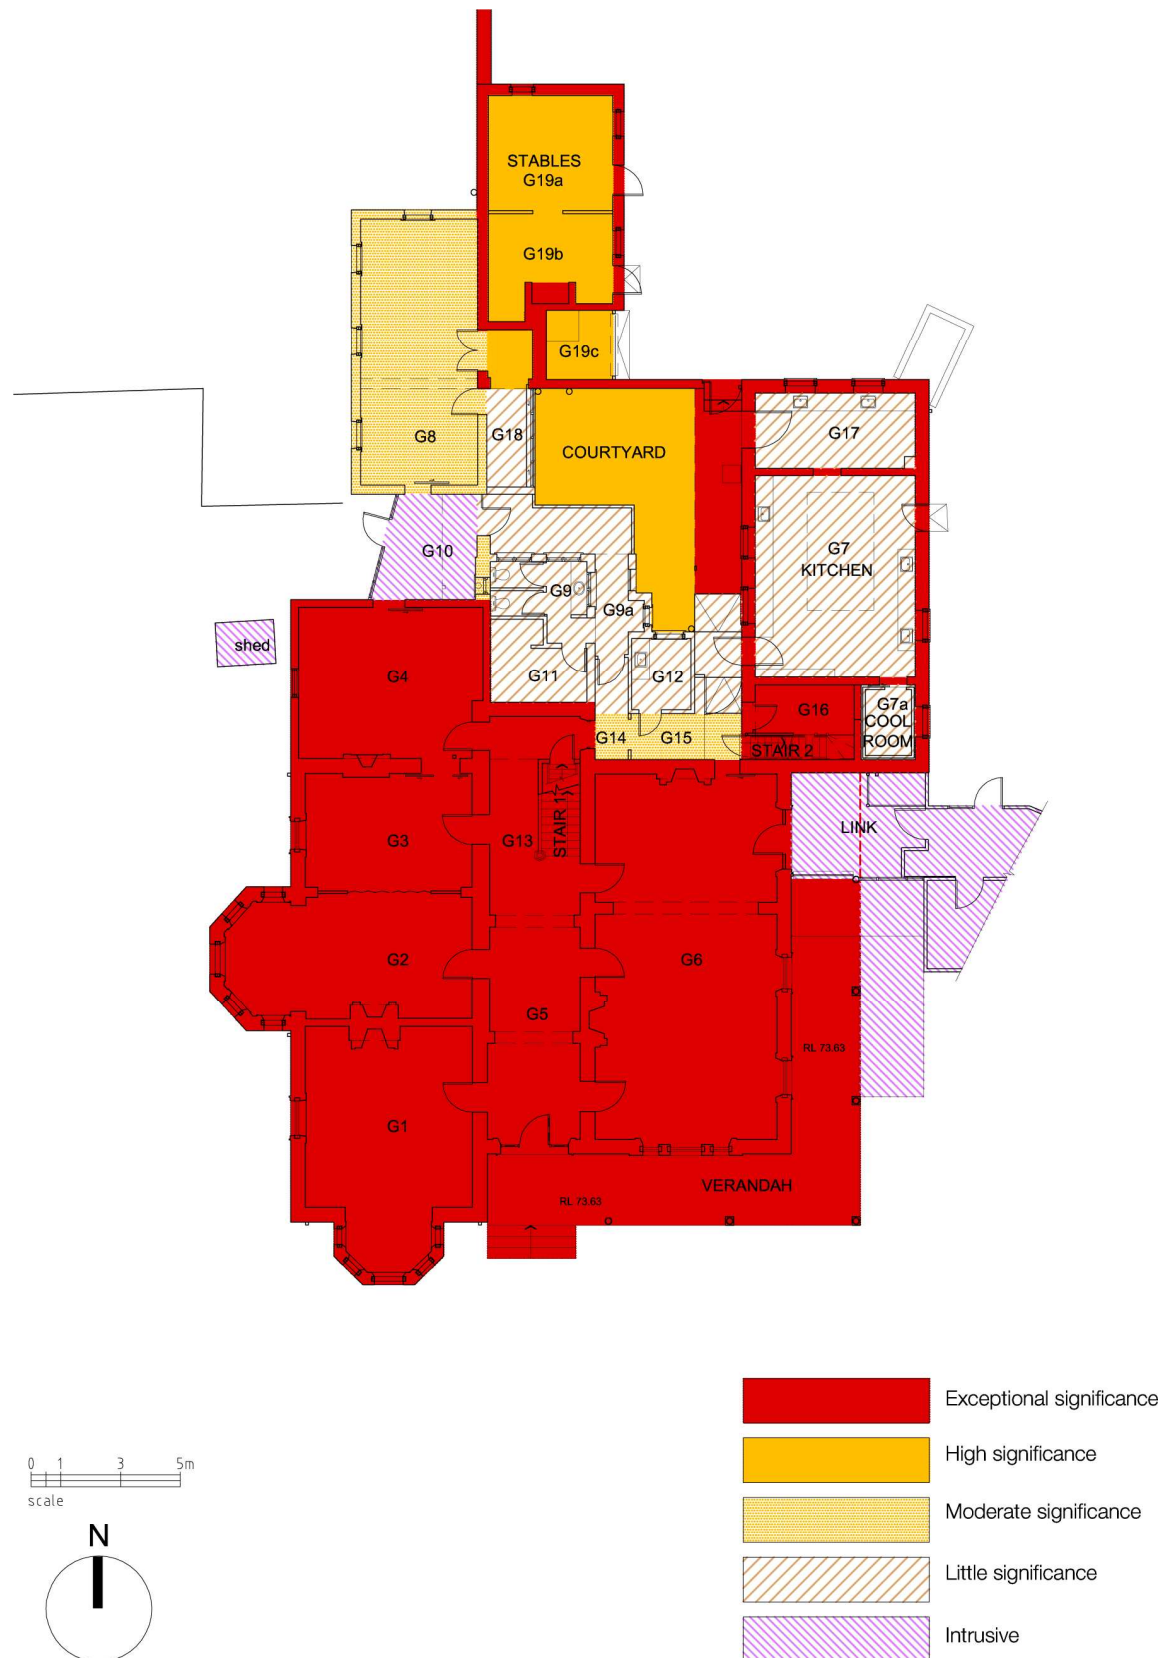 STABLES
G19a
G19b
G19c
G8
G18
COURTYARD
G17
G10
G7
KITCHEN
G9
G9a
shed
G4
G11
G12
G16
G7a
COOL
ROOM
G14
G15
STAIR 2
G3
G13
STAIR 1
LINK
G2
G6
G5
RL 73.63
G1
VERANDAH
RL 73.63
Exceptional significance
High significance
Moderate significance
Little significance
Intrusive
0 1 3 5m
scale
N